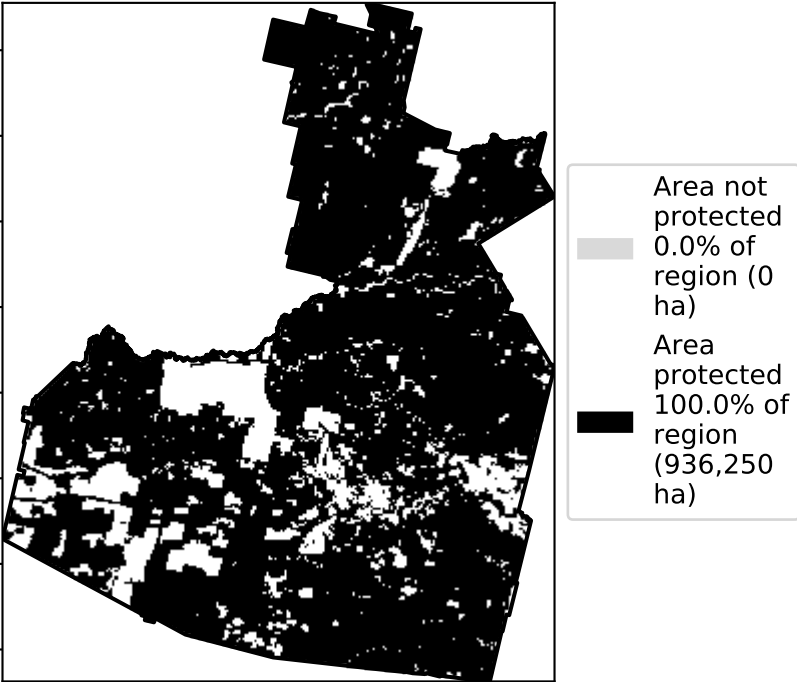 Area not
protected
0.0% of
region (0
ha)
Area
protected
100.0% of
region
(936,250
ha)